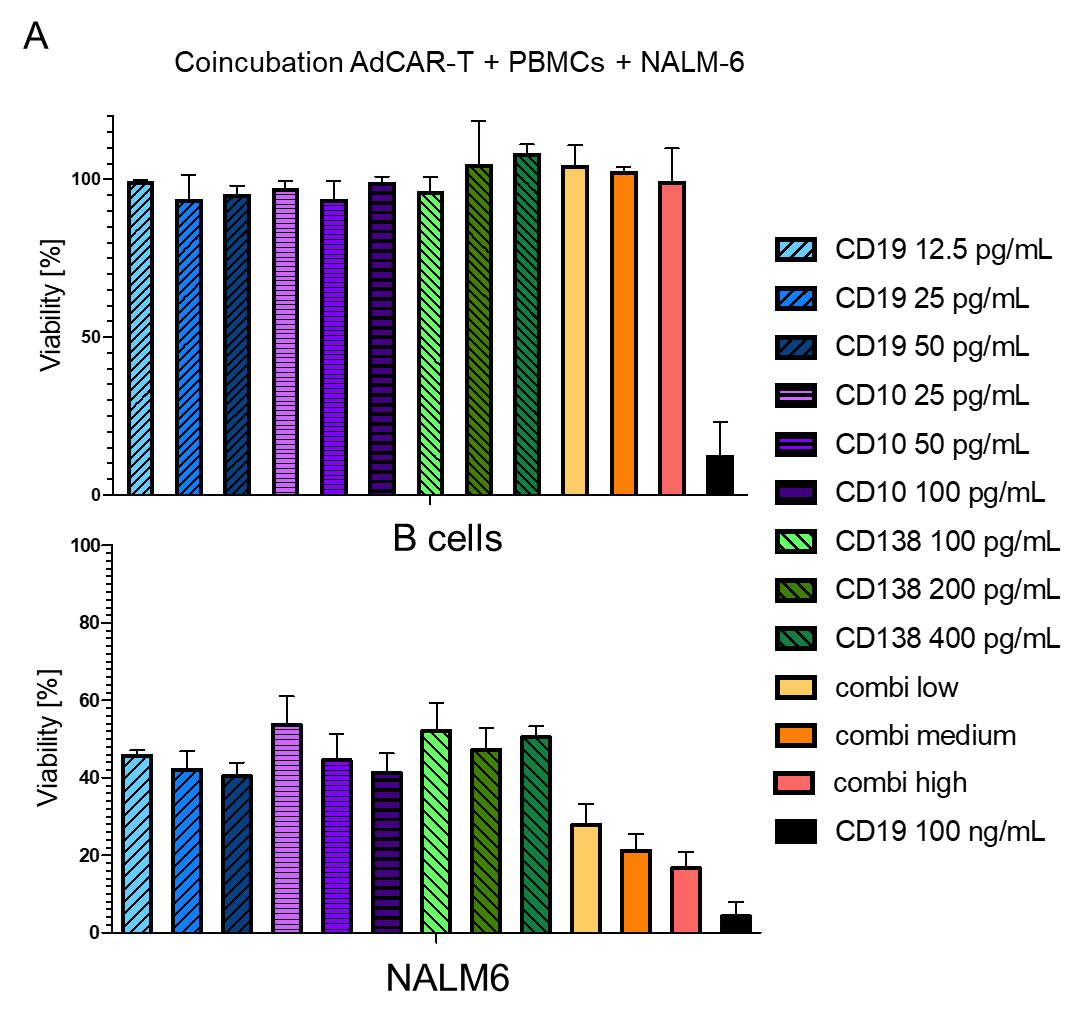 A
Coincubation AdCAR-T + PBMCs + NALM-6
Viability [%]
100
50
0
B cells
Viability [%]
100
80
60
40
20
0
NALM6
CD19 12.5 pg/mL
CD19 25 pg/mL
CD19 50 pg/mL
CD10 25 pg/mL
CD10 50 pg/mL
CD10 100 pg/mL
CD138 100 pg/mL
CD138 200 pg/mL
CD138 400 pg/mL
combi low
combi medium
combi high
CD19 100 ng/mL